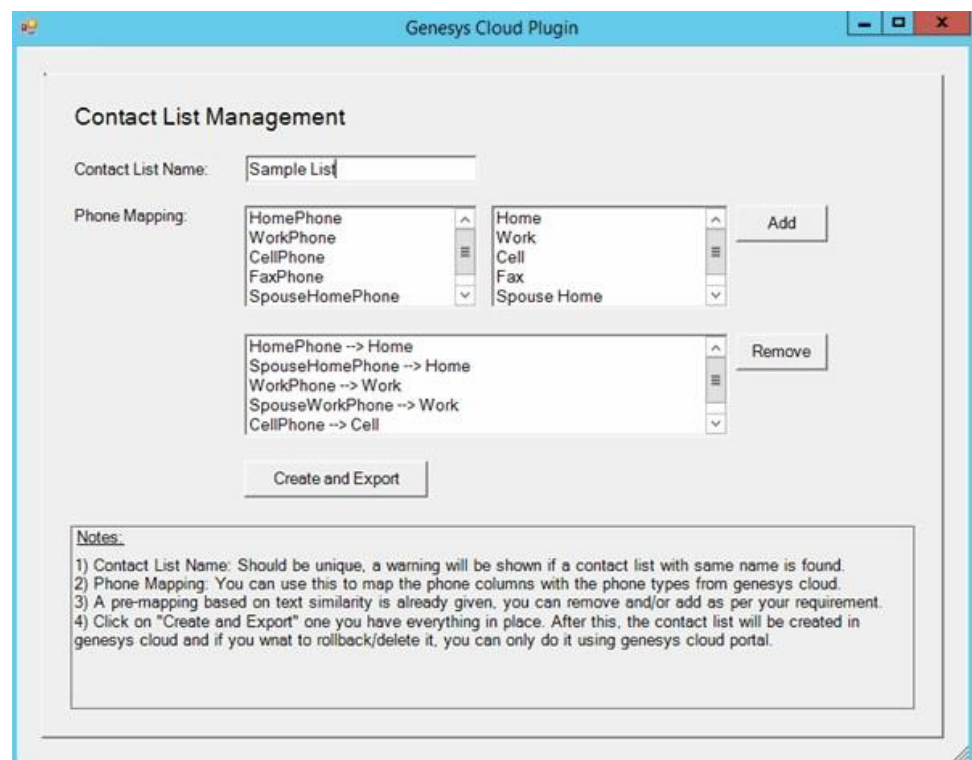 Genesys Cloud Plugin
Contact List Management
Contact List Name:
Sample List
Phone Mapping:
HomePhone
WorkPhone
CellPhone
FaxPhone
SpouseHomePhone
Home
Work
Cell
Fax
Spouse Home
Add
HomePhone --> Home
SpouseHomePhone --> Home
WorkPhone --> Work
SpouseWorkPhone --> Work
CellPhone --> Cell
Remove
Create and Export
Notes:
1) Contact List Name: Should be unique, a warning will be shown if a contact list with same name is found.
2) Phone Mapping: You can use this to map the phone columns with the phone types from genesys cloud.
3) A pre-mapping based on text similarity is already given, you can remove and/or add as per your requirement.
4) Click on "Create and Export" one you have everything in place. After this, the contact list will be created in
genesys cloud and if you wnat to rollback/delete it, you can only do it using genesys cloud portal.